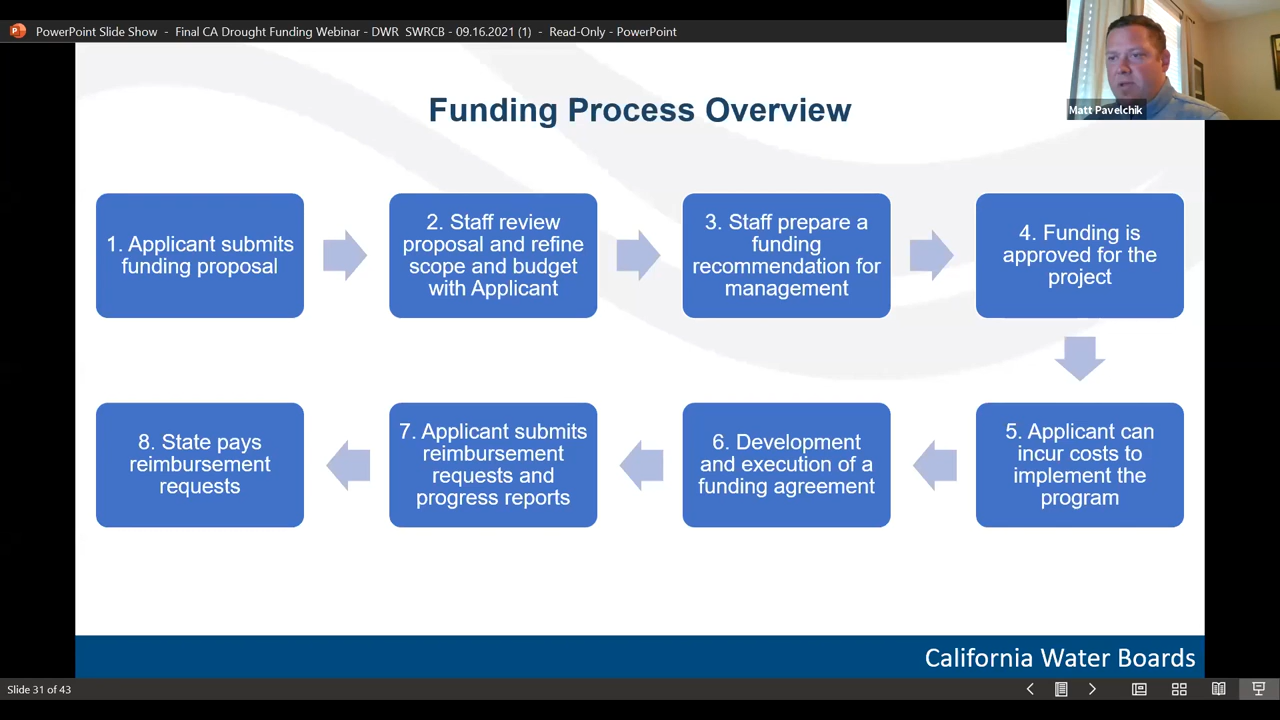 PowerPoint Slide Show - Final CA Drought Funding Webinar - DWR SWRCB - 09.16.2021 (1) - Read-Only - PowerPoint
Matt Pavelchik
Funding Process Overview
1. Applicant submits
funding proposal
2. Staff review
proposal and refine
scope and budget
with Applicant
3. Staff prepare a
funding
recommendation for
management
4. Funding is
approved for the
project
5. Applicant can
incur costs to
implement the
program
6. Development
and execution of a
funding agreement
7. Applicant submits
reimbursement
requests and
progress reports
8. State pays
reimbursement
requests
California Water Boards
Slide 31 of 43